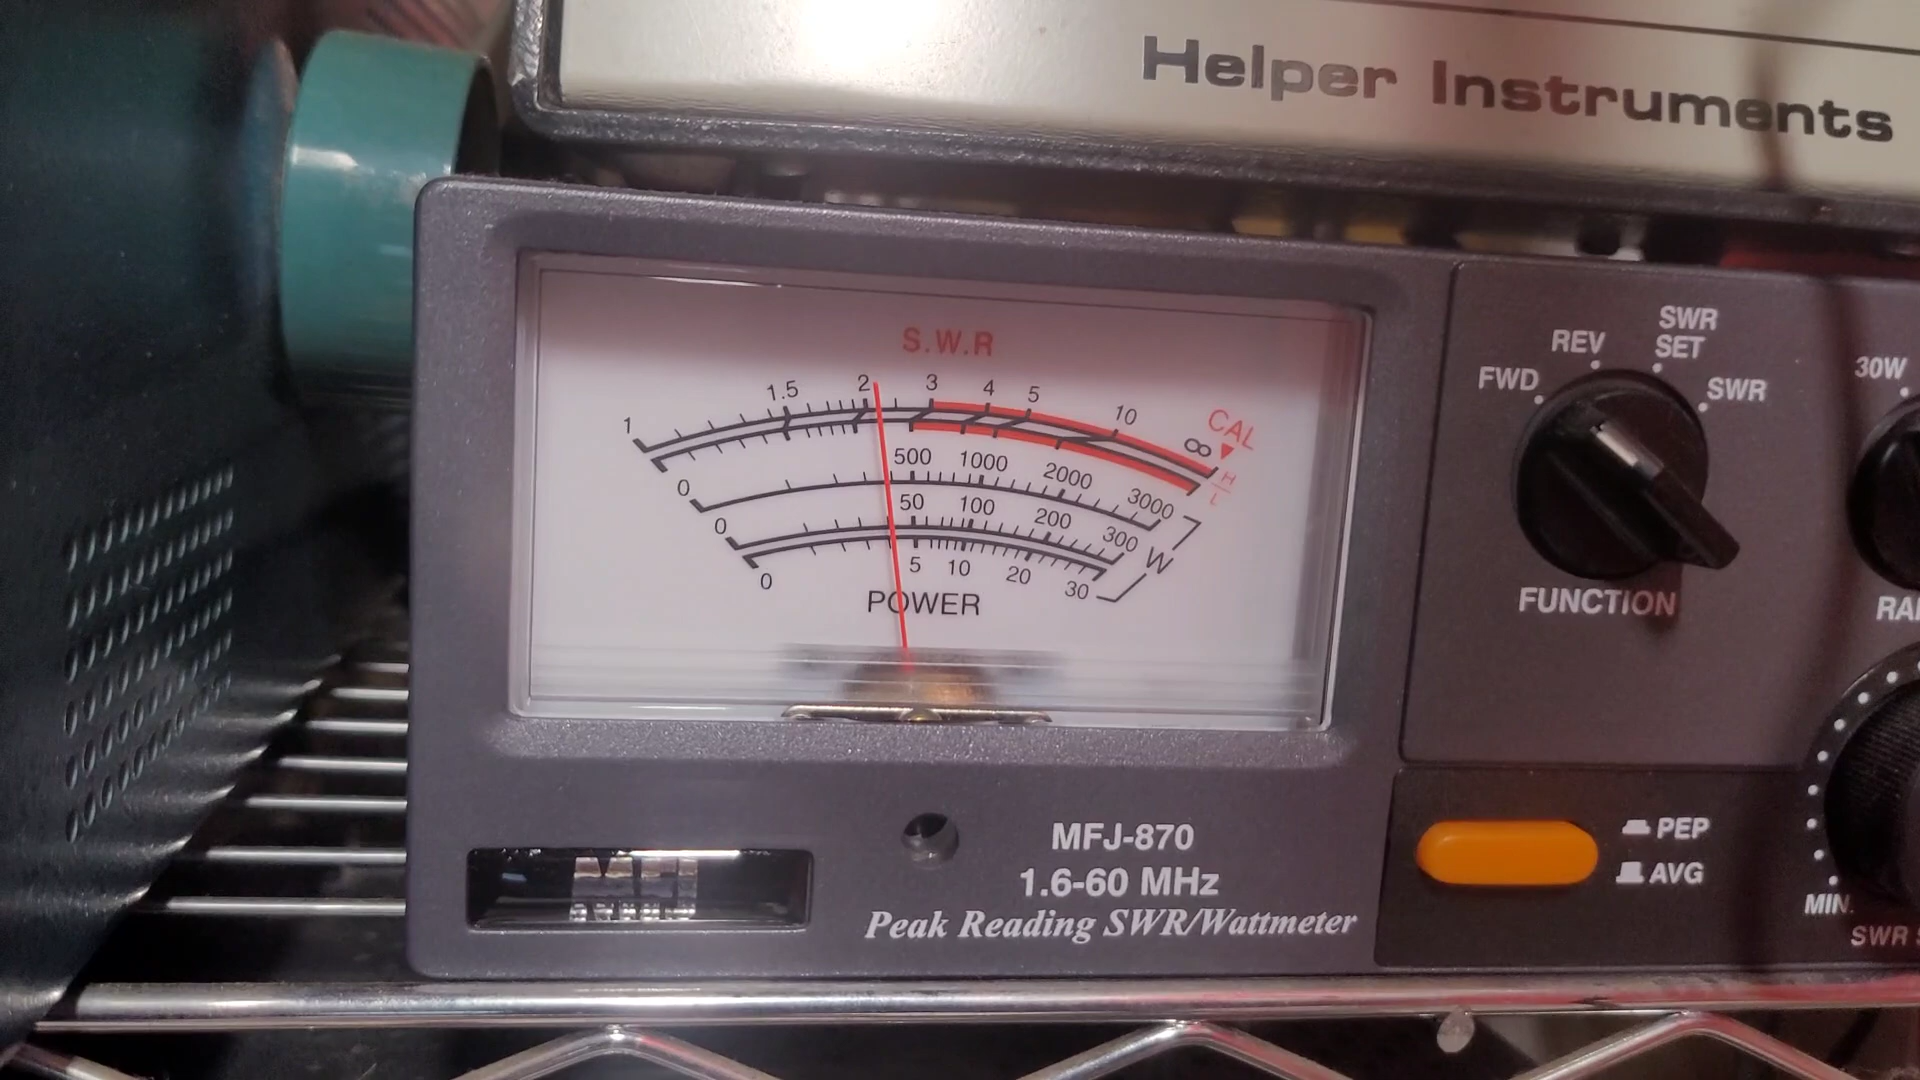 Helper Instruments
S.W.R
1 1.5 2 3 4 5 10 ∞ CAL
H
L
0 500 1000 2000 3000
0 50 100 200 300
W
0 5 10 20 30
POWER
FWD
REV
SWR
SET
SWR
FUNCTION
30W
MFJ-870
1.6-60 MHz
Peak Reading SWR/Wattmeter
MFJ
PEP
AVG
MIN.
SWR